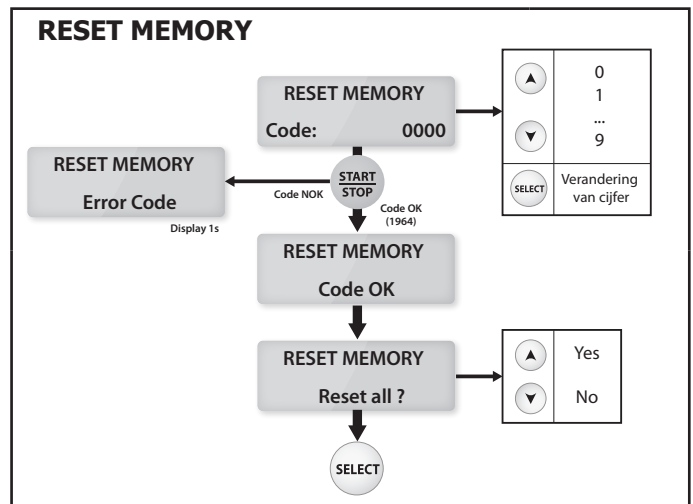 RESET MEMORY
RESET MEMORY
Code: 0000
0
1
...
9
SELECT
Verandering
van cijfer
RESET MEMORY
Error Code
Display 1s
Code NOK
START
STOP
Code OK
(1964)
RESET MEMORY
Code OK
RESET MEMORY
Reset all ?
Yes
No
SELECT